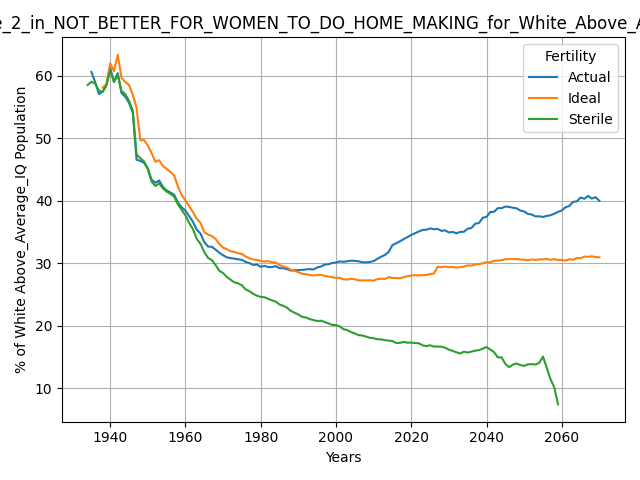 _2_in_NOT_BETTER_FOR_WOMEN_TO_DO_HOME_MAKING_for_White_Above_A
Fertility
Actual
Ideal
Sterile
% of White Above_Average_IQ Population
60
50
40
30
20
10
1940 1960 1980 2000 2020 2040 2060
Years